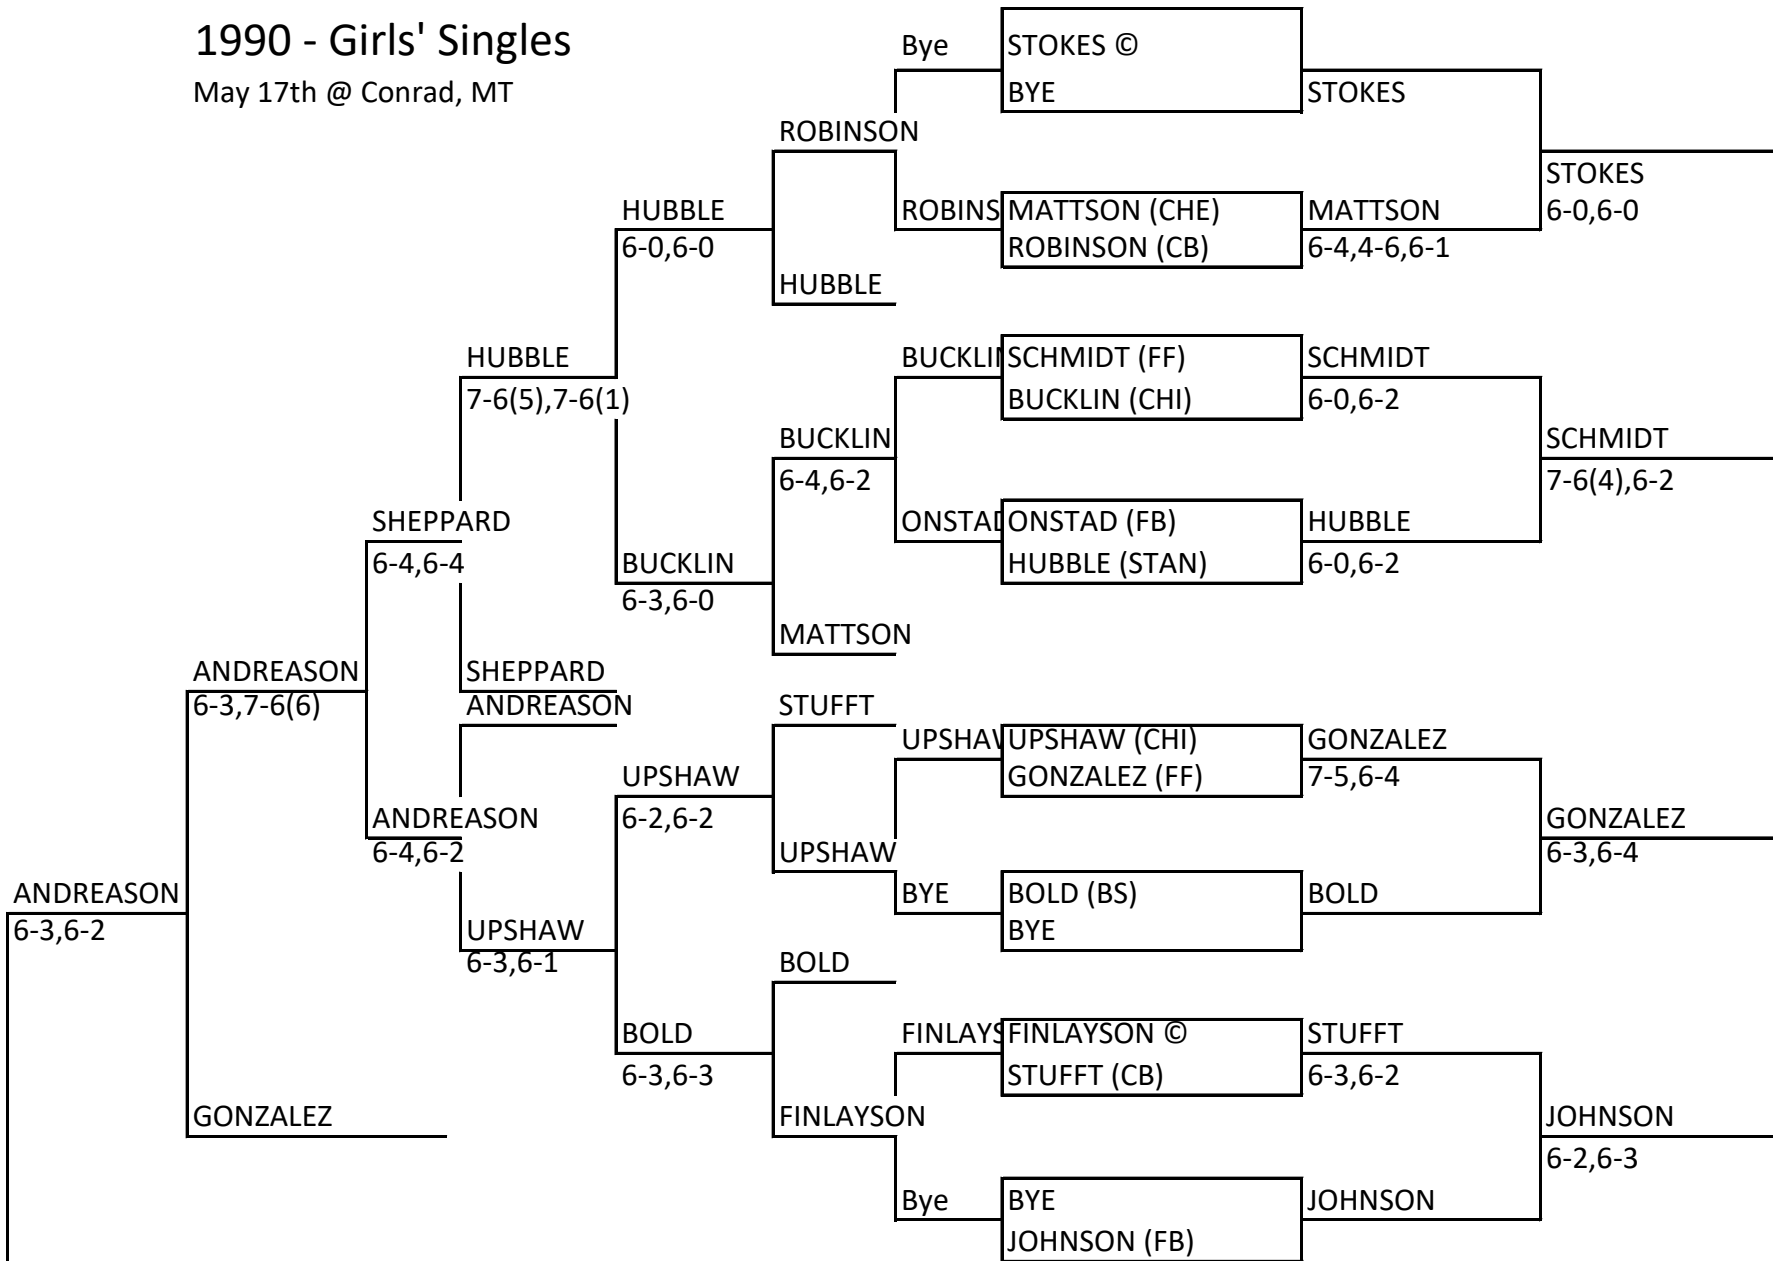 1990 - Girls' Singles
May 17th @ Conrad, MT
Bye
STOKES ©
BYE
STOKES
ROBINSON
STOKES
6-0,6-0
HUBBLE
6-0,6-0
ROBINS
MATTSON (CHE)
ROBINSON (CB)
MATTSON
6-4,4-6,6-1
HUBBLE
HUBBLE
7-6(5),7-6(1)
BUCKLIN
SCHMIDT (FF)
BUCKLIN (CHI)
SCHMIDT
6-0,6-2
BUCKLIN
6-4,6-2
SCHMIDT
7-6(4),6-2
SHEPPARD
6-4,6-4
ONSTAD
ONSTAD (FB)
HUBBLE (STAN)
HUBBLE
6-0,6-2
BUCKLIN
6-3,6-0
MATTSON
ANDREASON
6-3,7-6(6)
SHEPPARD
ANDREASON
STUFFT
UPSHAW
UPSHAW (CHI)
GONZALEZ (FF)
GONZALEZ
7-5,6-4
UPSHAW
6-2,6-2
ANDREASON
6-4,6-2
GONZALEZ
6-3,6-4
UPSHAW
ANDREASON
6-3,6-2
BYE
BOLD (BS)
BYE
BOLD
UPSHAW
6-3,6-1
BOLD
BOLD
6-3,6-3
FINLAYS
FINLAYSON ©
STUFFT (CB)
STUFFT
6-3,6-2
GONZALEZ
FINLAYSON
JOHNSON
6-2,6-3
Bye
BYE
JOHNSON (FB)
JOHNSON